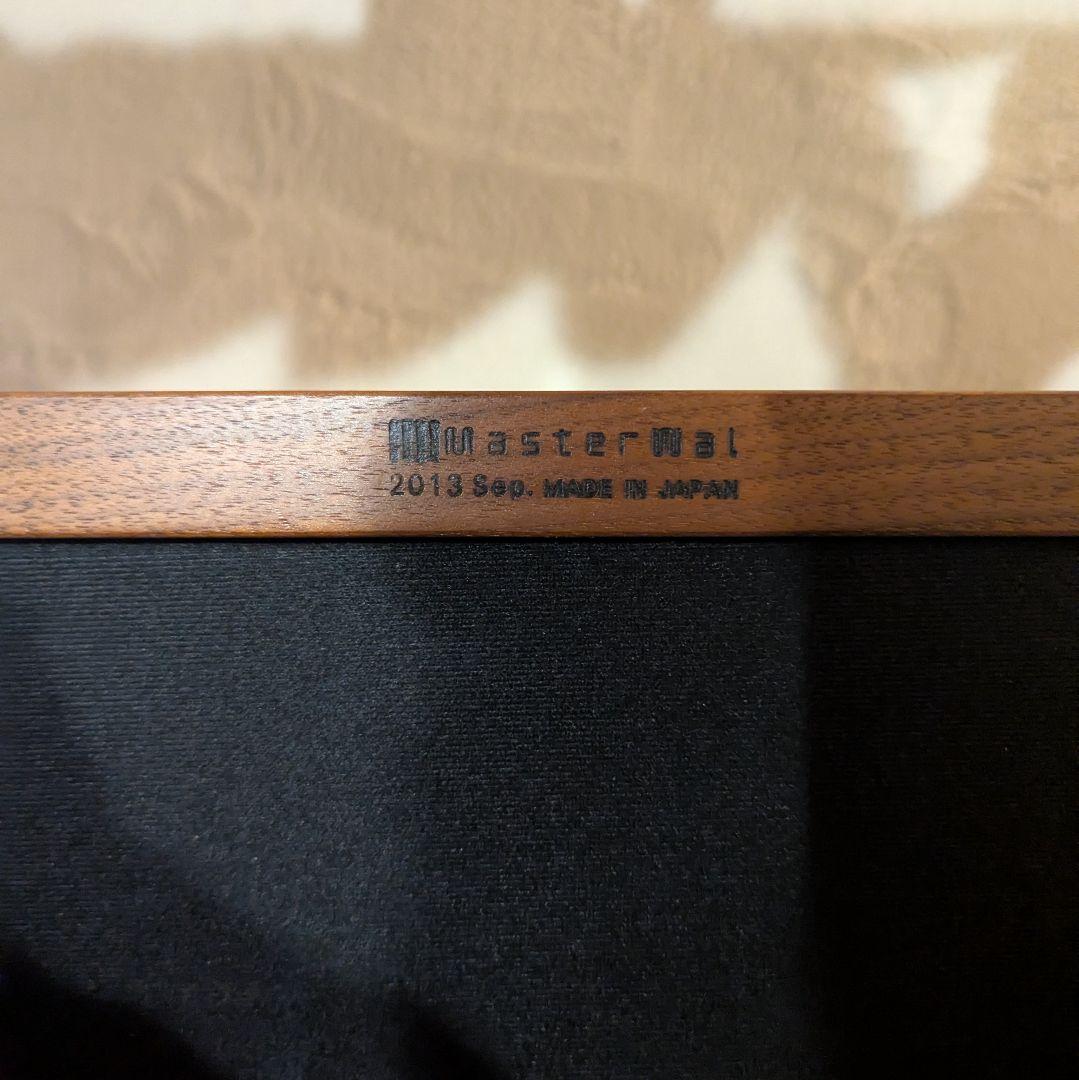 MasterWal
2013 Sep. MADE IN JAPAN